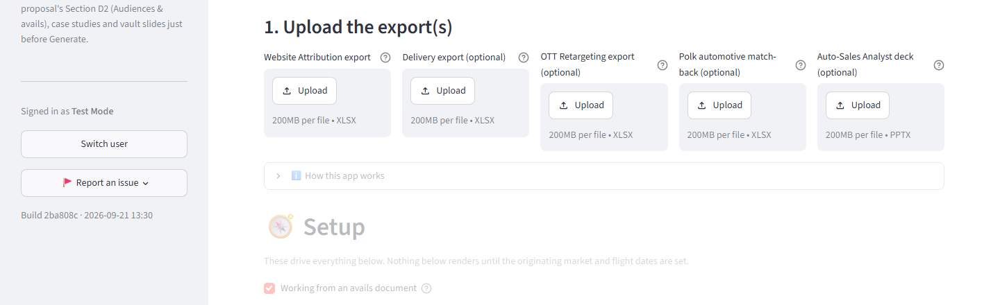 proposal's Section D2 (Audiences &
avails), case studies and vault slides just
before Generate.
Signed in as Test Mode
Switch user
Report an issue
Build 2ba808c · 2026-09-21 13:30
1. Upload the export(s)
Website Attribution export
Upload
200MB per file • XLSX
Delivery export (optional)
Upload
200MB per file • XLSX
OTT Retargeting export
(optional)
Upload
200MB per file • XLSX
Polk automotive match-
back (optional)
Upload
200MB per file • XLSX
Auto-Sales Analyst deck
(optional)
Upload
200MB per file • PPTX
How this app works
Setup
These drive everything below. Nothing below renders until the originating market and flight dates are set.
Working from an avails document